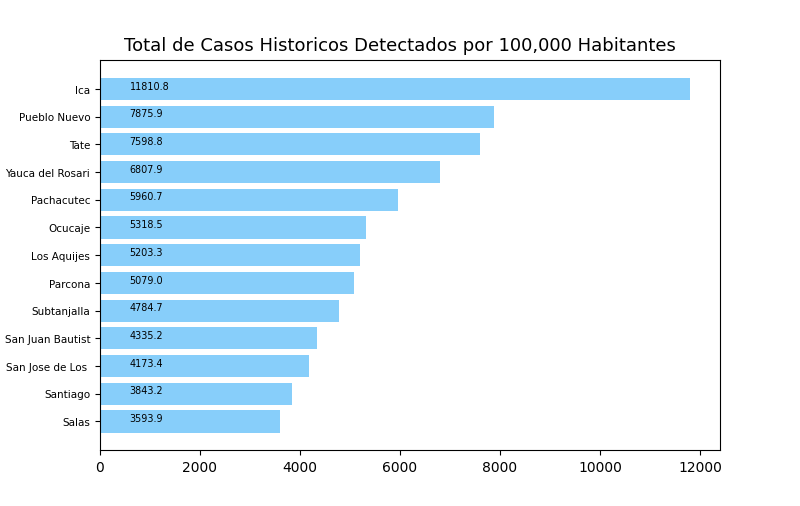 Total de Casos Historicos Detectados por 100,000 Habitantes
Ica 11810.8
Pueblo Nuevo 7875.9
Tate 7598.8
Yauca del Rosari 6807.9
Pachacutec 5960.7
Ocucaje 5318.5
Los Aquijes 5203.3
Parcona 5079.0
Subtanjalla 4784.7
San Juan Bautist 4335.2
San Jose de Los 4173.4
Santiago 3843.2
Salas 3593.9
0 2000 4000 6000 8000 10000 12000